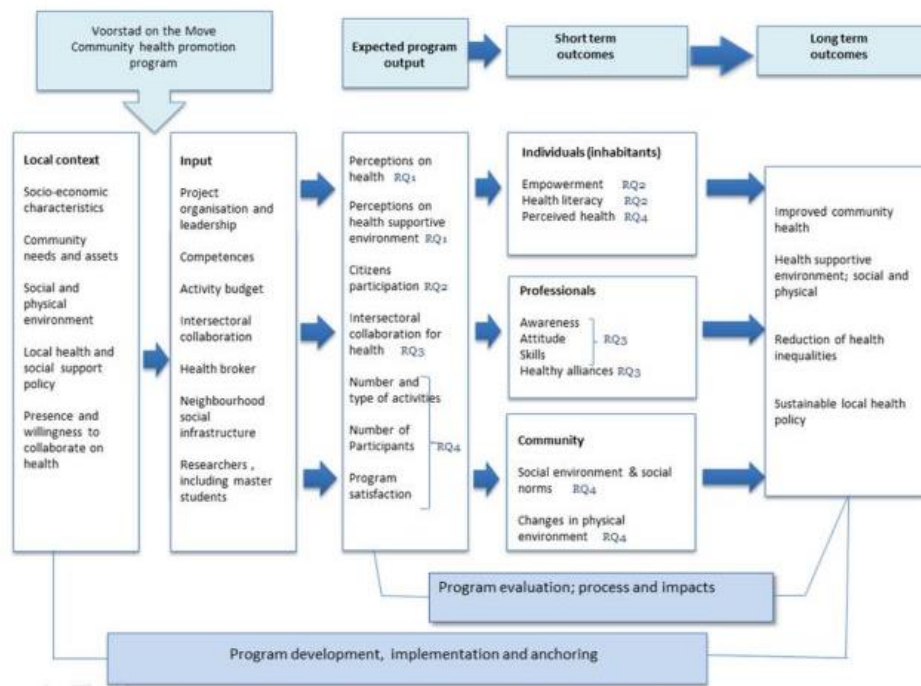 Voorstad on the Move
Community health promotion
program
Expected program
output
Short term
outcomes
Long term
outcomes
Local context
Socio-economic
characteristics
Community
needs and assets
Social and
physical
environment
Local health and
social support
policy
Presence and
willingness to
collaborate on
health
Input
Project
organisation and
leadership
Competences
Activity budget
Intersectoral
collaboration
Health broker
Neighbourhood
social
infrastructure
Researchers ,
including master
students
Perceptions on
health RQ1
Perceptions on
health supportive
environment RQ1
Citizens
participation RQ2
Intersectoral
collaboration for
health RQ3
Number and
type of activities
Number of
Participants
RQ4
Program
satisfaction
Individuals (inhabitants)
Empowerment RQ2
Health literacy RQ2
Perceived health RQ4
Professionals
Awareness
Attitude
RQ3
Skills
Healthy alliances RQ3
Community
Social environment & social
norms RQ4
Changes in physical
environment RQ4
Improved community
health
Health supportive
environment; social and
physical
Reduction of health
inequalities
Sustainable local health
policy
Program evaluation; process and impacts
Program development, implementation and anchoring